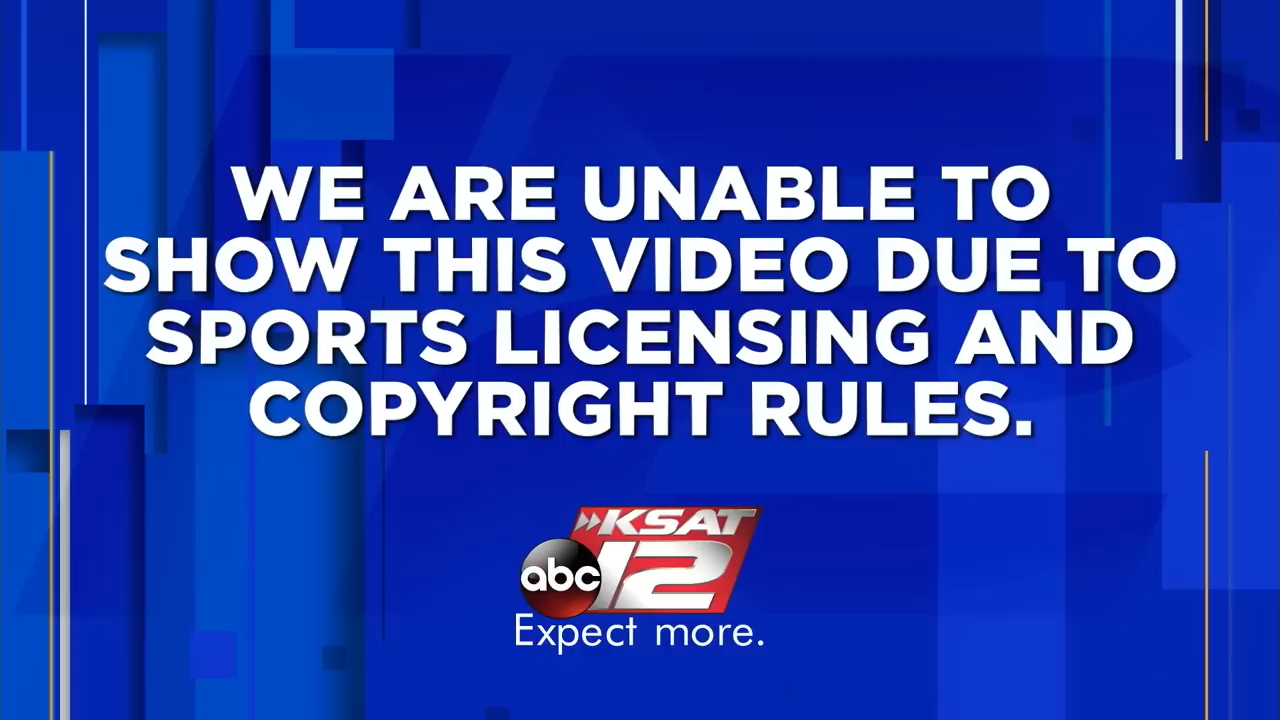 WE ARE UNABLE TO
SHOW THIS VIDEO DUE TO
SPORTS LICENSING AND
COPYRIGHT RULES.
KSAT
abc 12
Expect more.